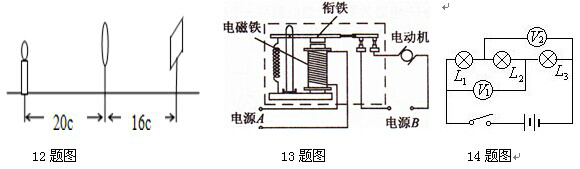 20c
16c
12 题图
衔铁
电磁铁
电动机
电源A
电源B
13 题图
V₂
L₁
L₂
L₃
V₁
14 题图